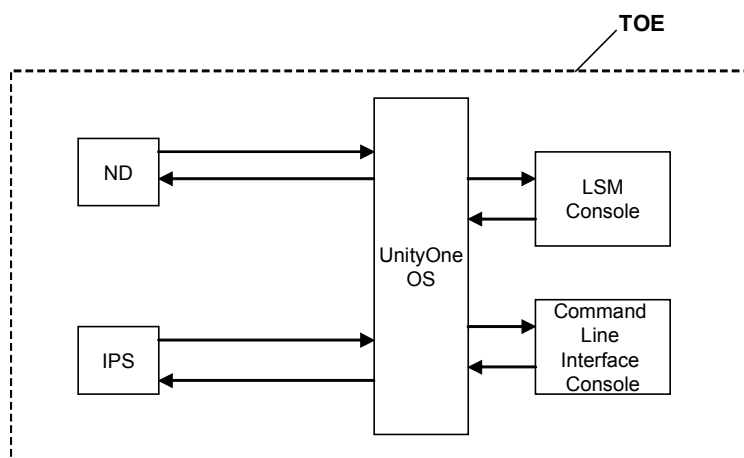 TOE
ND
LSM
Console
UnityOne
OS
Command
Line
Interface
Console
IPS